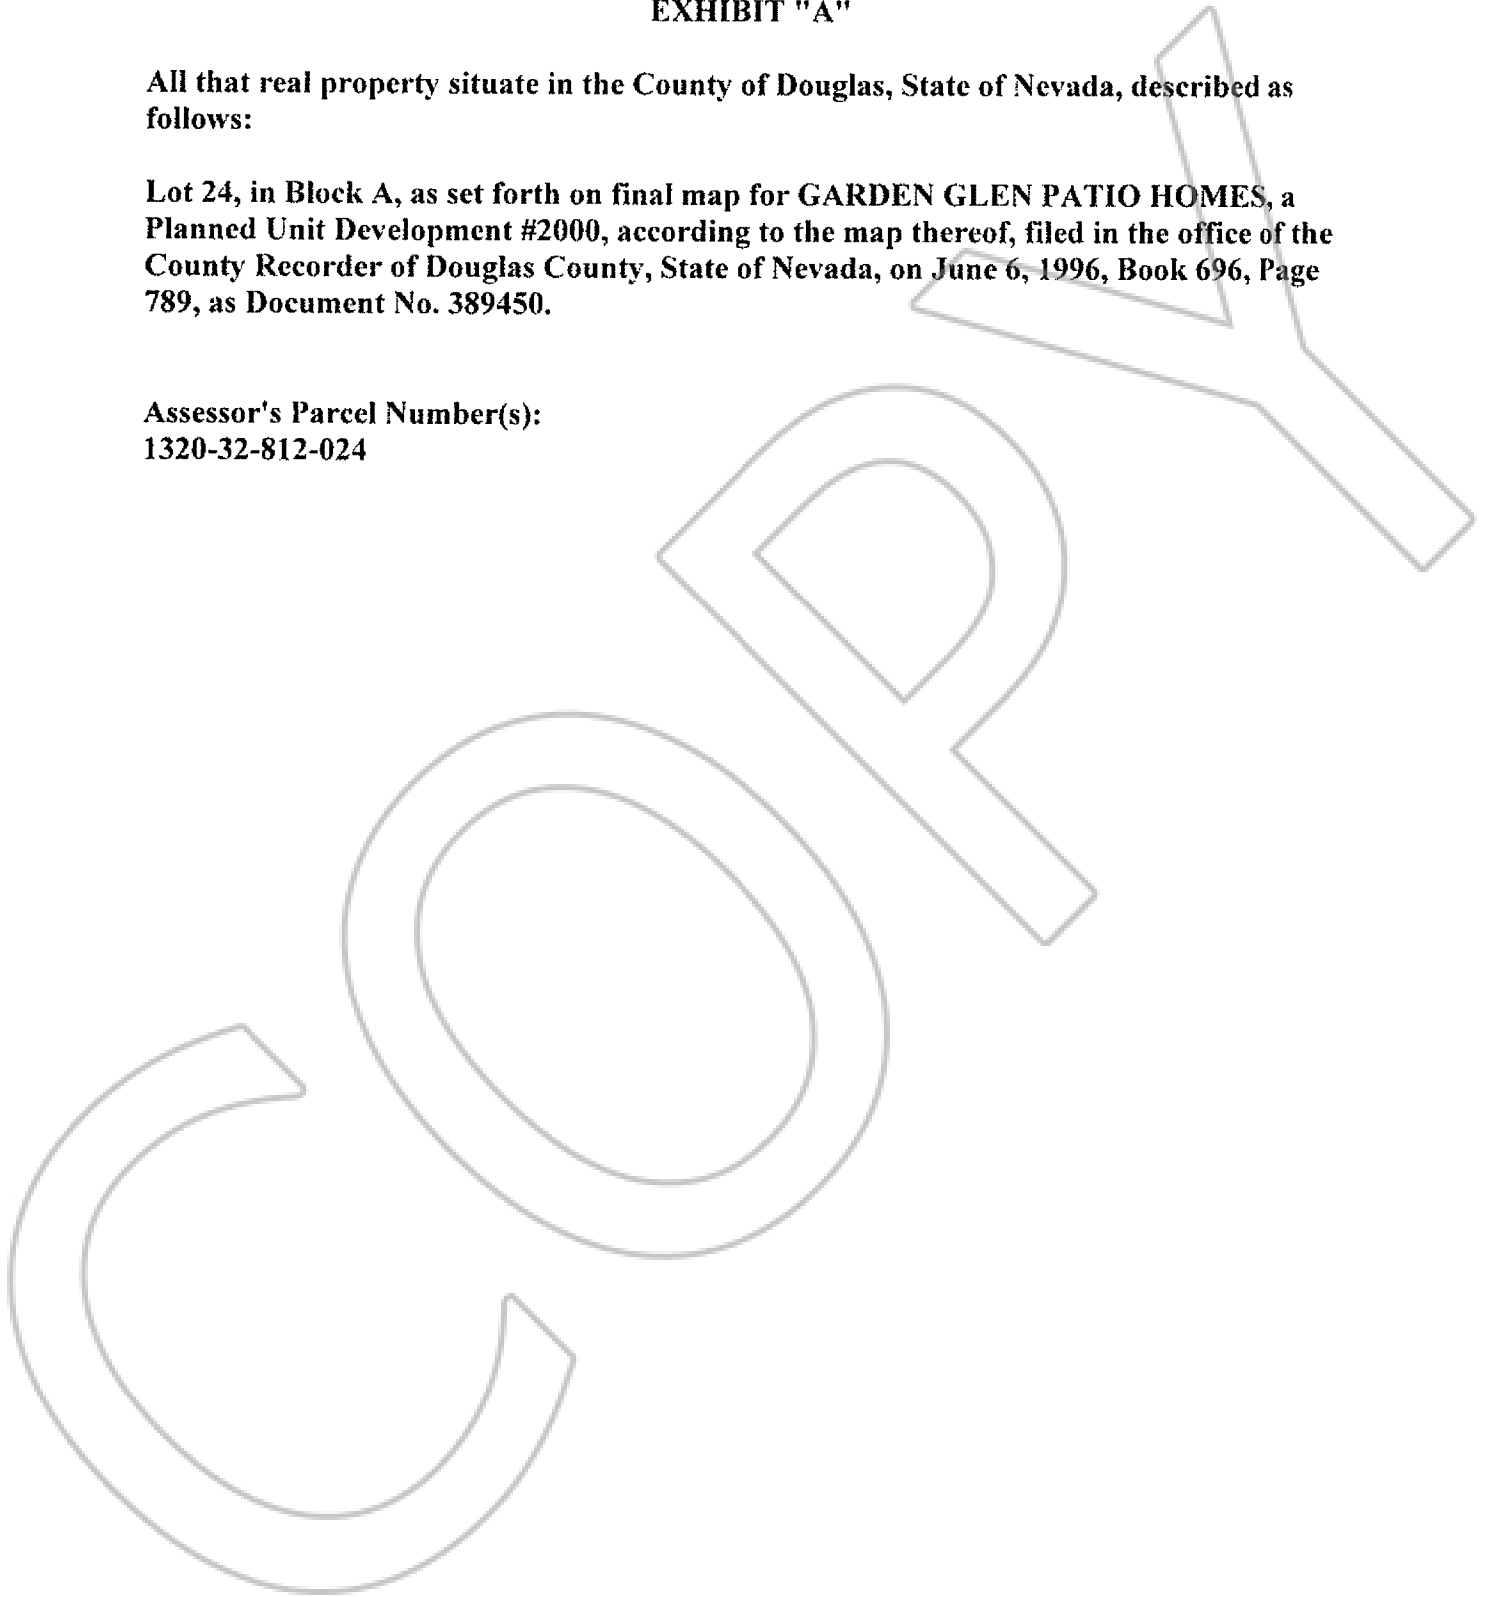 EXHIBIT "A"
All that real property situate in the County of Douglas, State of Nevada, described as
follows:
Lot 24, in Block A, as set forth on final map for GARDEN GLEN PATIO HOMES, a
Planned Unit Development #2000, according to the map thereof, filed in the office of the
County Recorder of Douglas County, State of Nevada, on June 6, 1996, Book 696, Page
789, as Document No. 389450.
Assessor's Parcel Number(s):
1320-32-812-024
COPY